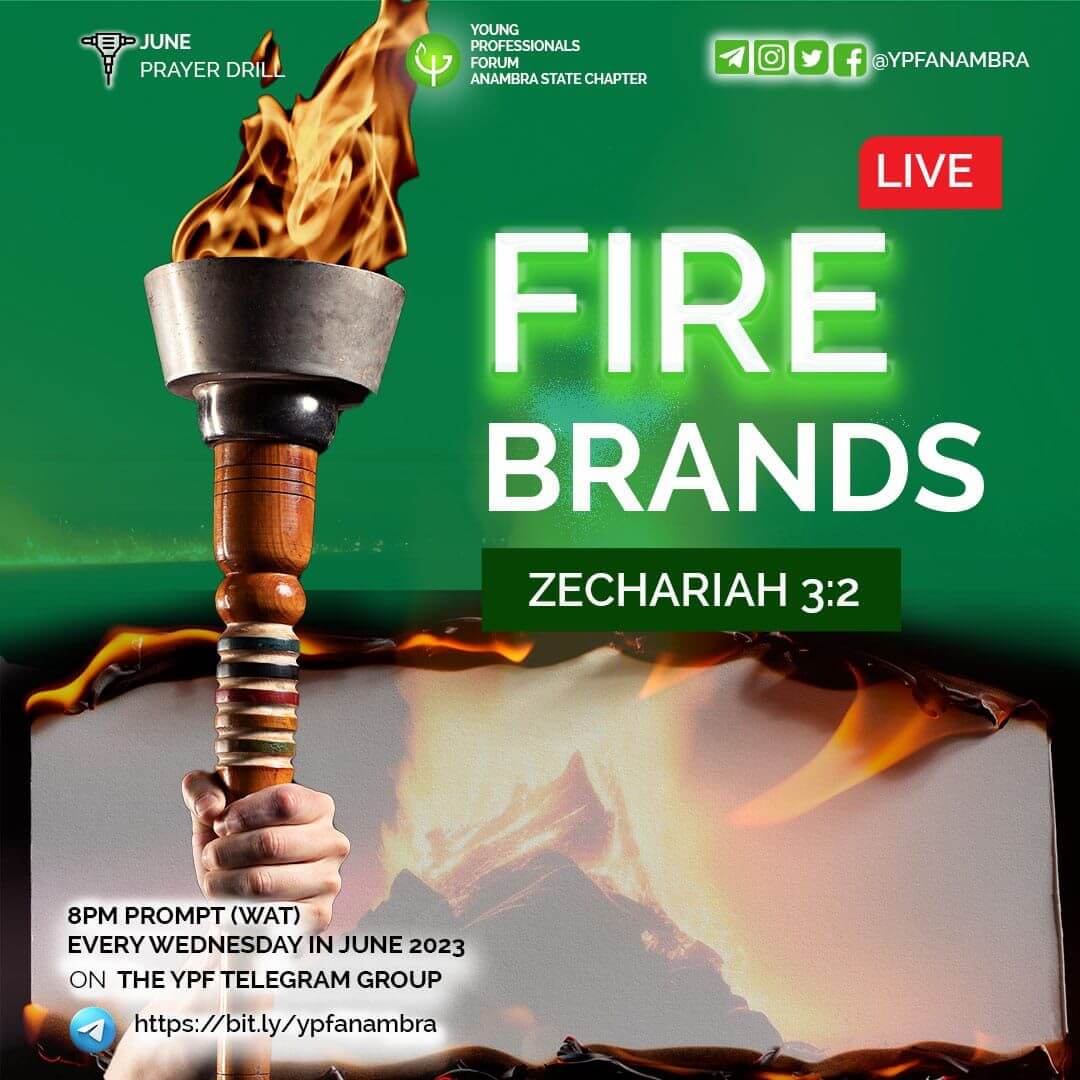 JUNE
PRAYER DRILL
YOUNG
PROFESSIONALS
FORUM
ANAMBRA STATE CHAPTER
@YPFANAMBRA
LIVE
FIRE
BRANDS
ZECHARIAH 3:2
8PM PROMPT (WAT)
EVERY WEDNESDAY IN JUNE 2023
ON THE YPF TELEGRAM GROUP
https://bit.ly/ypfanambra